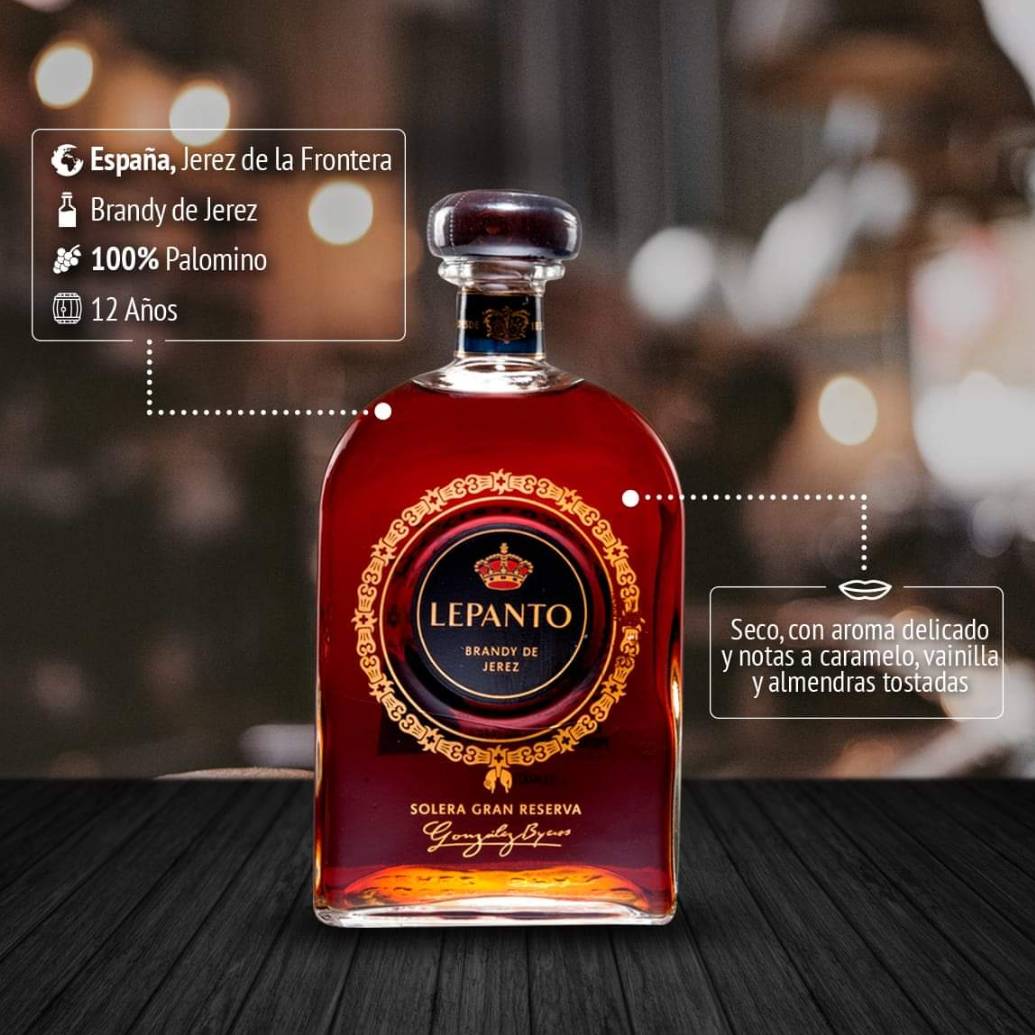 España, Jerez de la Frontera
Brandy de Jerez
100% Palomino
12 Años
LEPANTO
BRANDY DE
JEREZ
Seco, con aroma delicado
y notas a caramelo, vainilla
y almendras tostadas
SOLERA GRAN RESERVA
González Byass